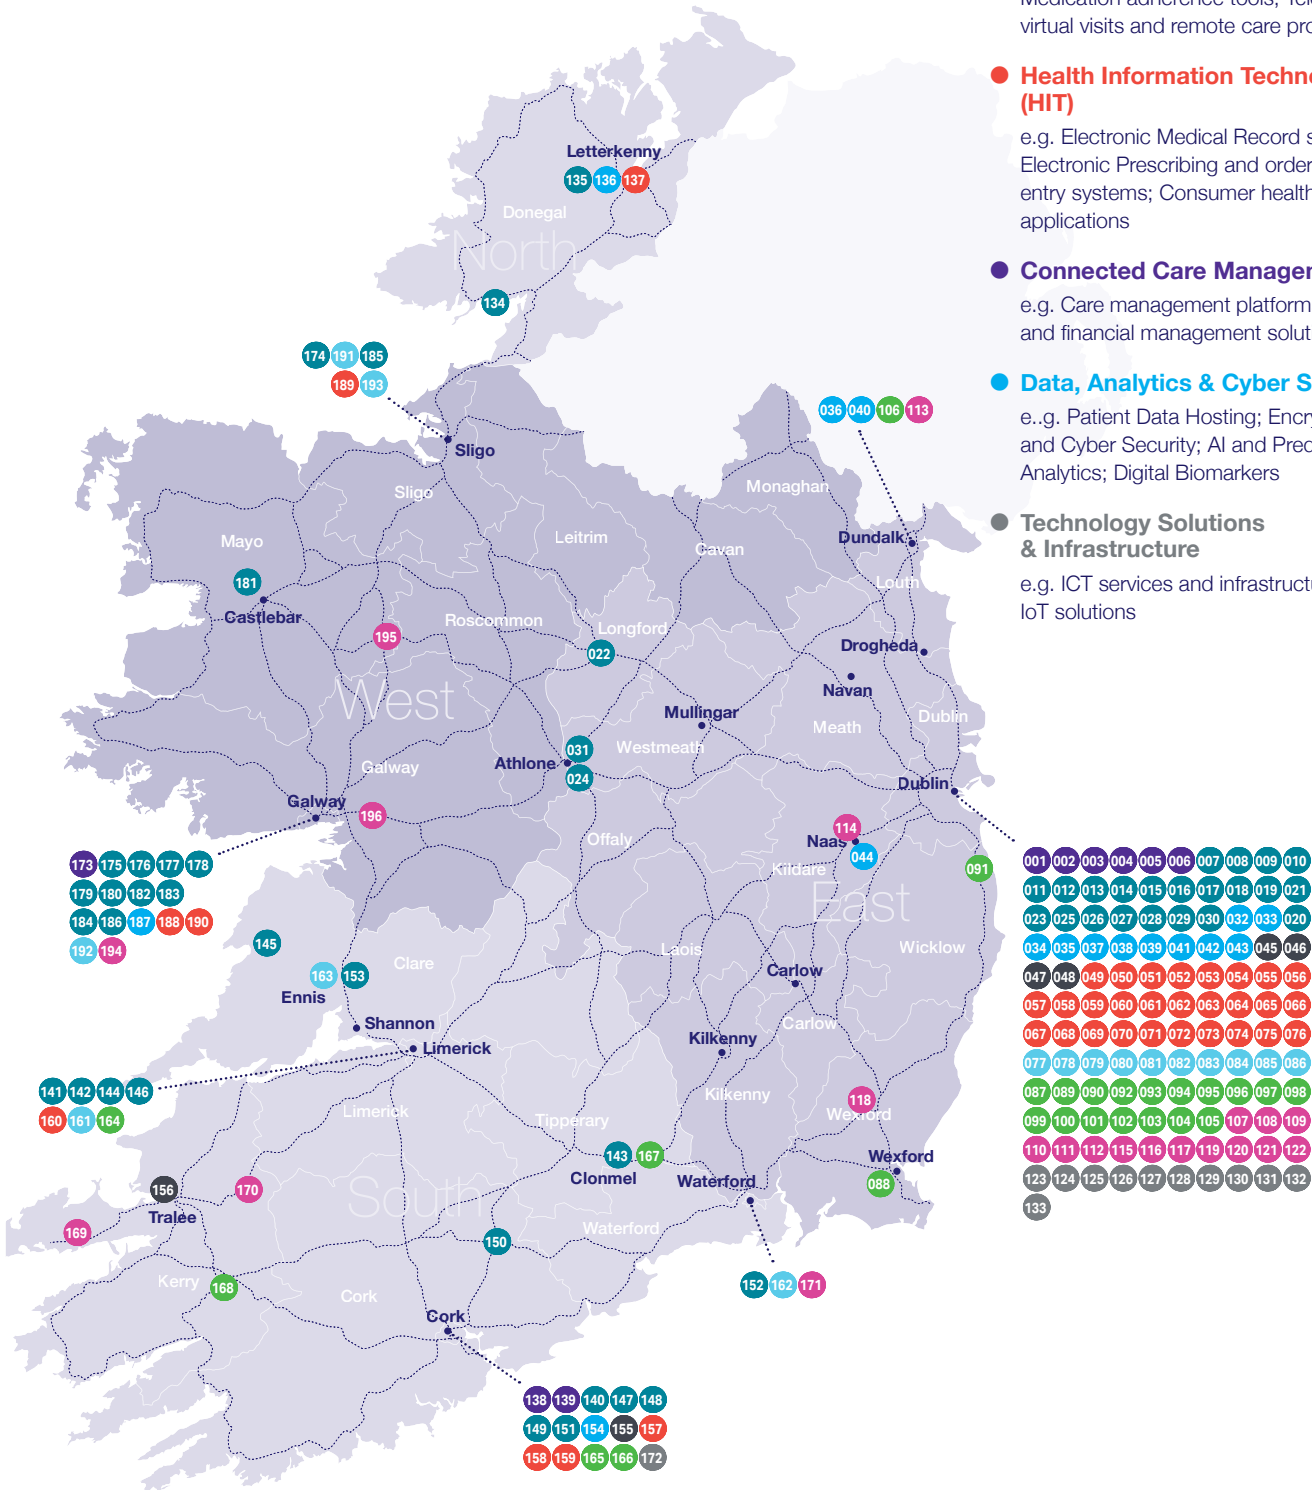 Medication adherence tools; Tele
virtual visits and remote care pro
Health Information Techno
(HIT)
e.g. Electronic Medical Record s
Electronic Prescribing and order
entry systems; Consumer health
applications
Connected Care Managem
e.g. Care management platform
and financial management solut
Data, Analytics & Cyber S
e..g. Patient Data Hosting; Encry
and Cyber Security; AI and Pred
Analytics; Digital Biomarkers
Technology Solutions
& Infrastructure
e.g. ICT services and infrastructu
IoT solutions
Letterkenny
135 136 137
Donegal
North
134
174 191 185
189 193
Sligo
Sligo
036 040 106 113
Monaghan
Dundalk
Louth
Leitrim
Cavan
Mayo
181
Castlebar
195
Roscommon
Longford
022
Drogheda
Navan
West
Mullingar
Meath
Dublin
Galway
Athlone
031
024
Westmeath
Dublin
Galway
196
Offaly
114
Naas
044
Kildare
091
East
173 175 176 177 178
179 180 182 183
184 186 187 188 190
192 194
001 002 003 004 005 006 007 008 009 010
011 012 013 014 015 016 017 018 019 021
023 025 026 027 028 029 030 032 033 020
034 035 037 038 039 041 042 043 045 046
047 048 049 050 051 052 053 054 055 056
057 058 059 060 061 062 063 064 065 066
067 068 069 070 071 072 073 074 075 076
077 078 079 080 081 082 083 084 085 086
087 089 090 092 093 094 095 096 097 098
099 100 101 102 103 104 105 107 108 109
110 111 112 115 116 117 119 120 121 122
123 124 125 126 127 128 129 130 131 132
133
145
163 153
Ennis
Clare
Laois
Wicklow
Carlow
Carlow
Shannon
Limerick
Kilkenny
Kilkenny
141 142 144 146
160 161 164
Limerick
Tipperary
118
Wexford
143 167
Clonmel
Waterford
Wexford
088
156
Tralee
170
South
169
150
Waterford
Kerry
168
Cork
152 162 171
Cork
138 139 140 147 148
149 151 154 155 157
158 159 165 166 172